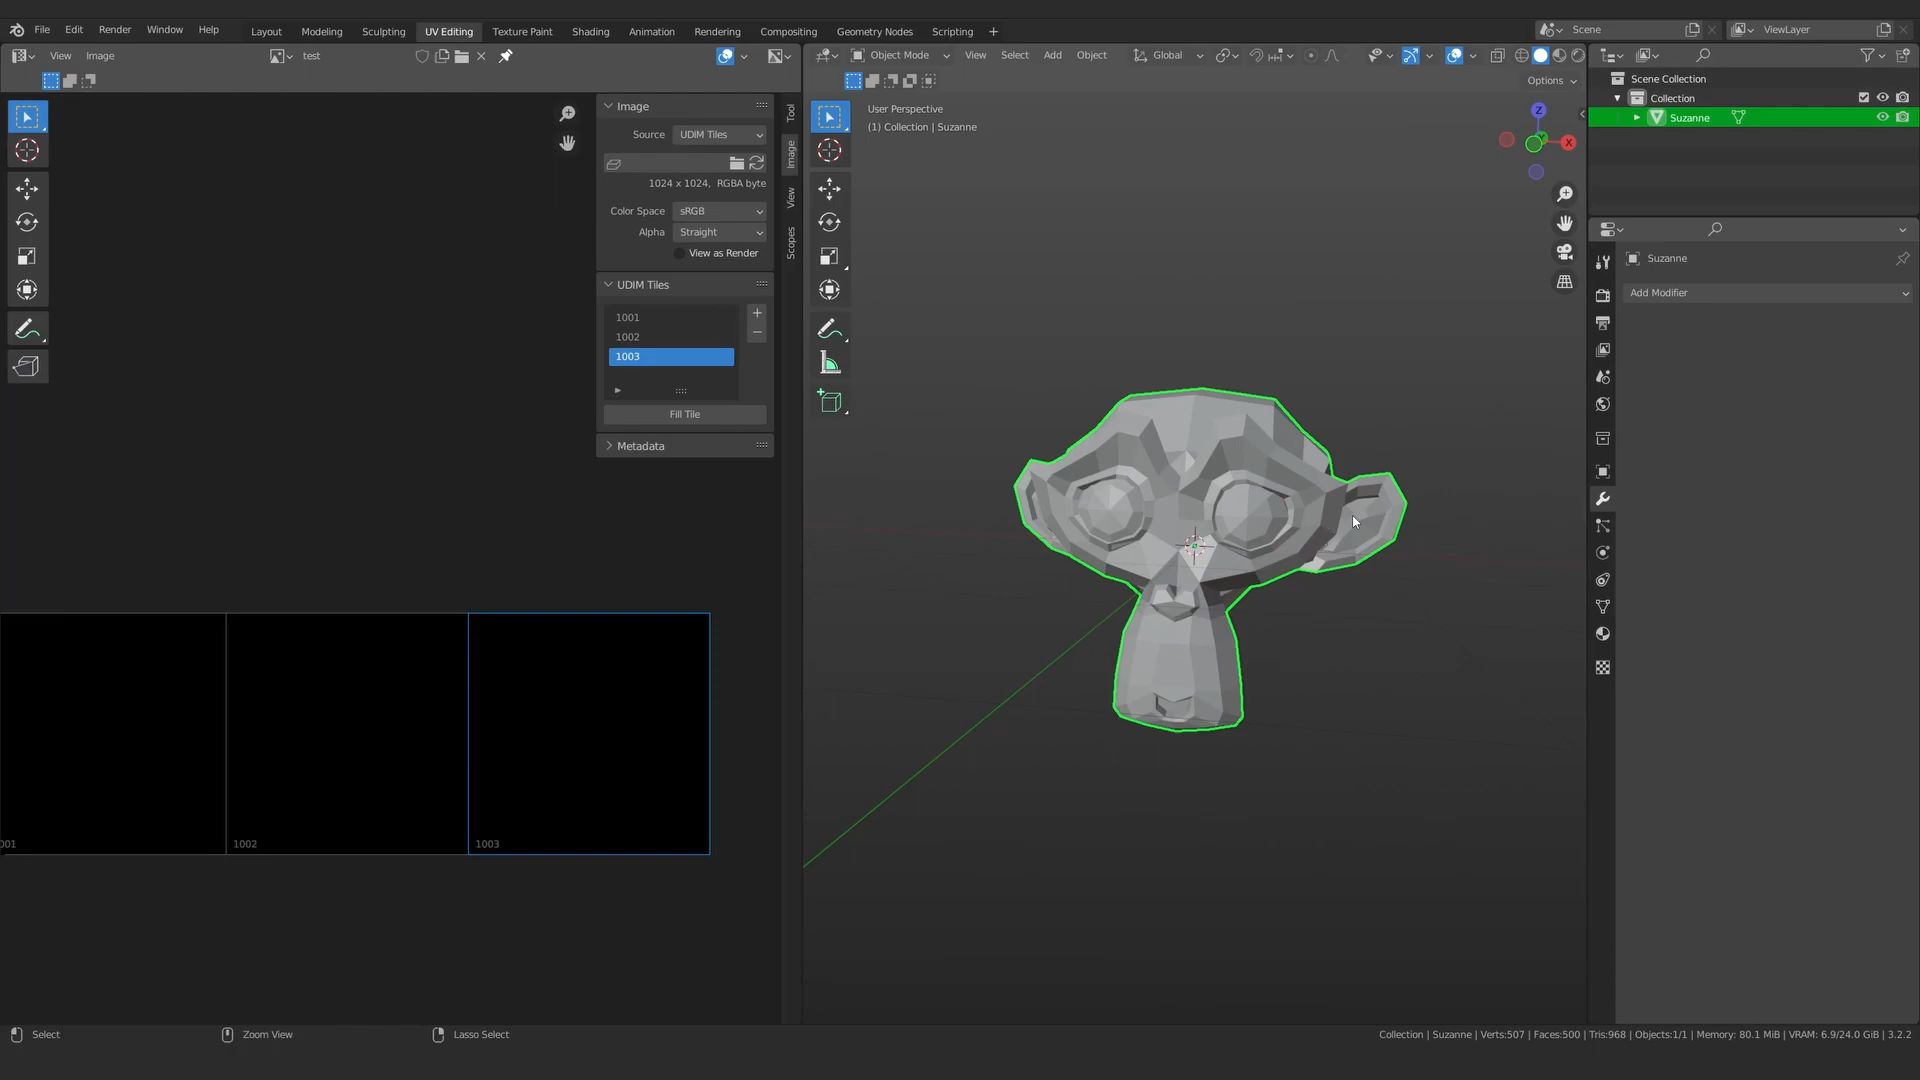 File Edit Render Window Help Layout Modeling Sculpting UV Editing Texture Paint Shading Animation Rendering Compositing Geometry Nodes Scripting + Scene ViewLayer
View Image test Object Mode View Select Add Object Global
Options
User Perspective
(1) Collection | Suzanne
Image
Source UDIM Tiles
1024 x 1024, RGBA byte
Color Space sRGB
Alpha Straight
View as Render
UDIM Tiles
1001
1002
1003
Fill Tile
Metadata
Tool
Image
View
Scopes
001
1002
1003
Z
Y
X
Scene Collection
Collection
Suzanne
Suzanne
Add Modifier
Select Zoom View Lasso Select Collection | Suzanne | Verts:507 | Faces:500 | Tris:968 | Objects:1/1 | Memory: 80.1 MiB | VRAM: 6.9/24.0 GiB | 3.2.2